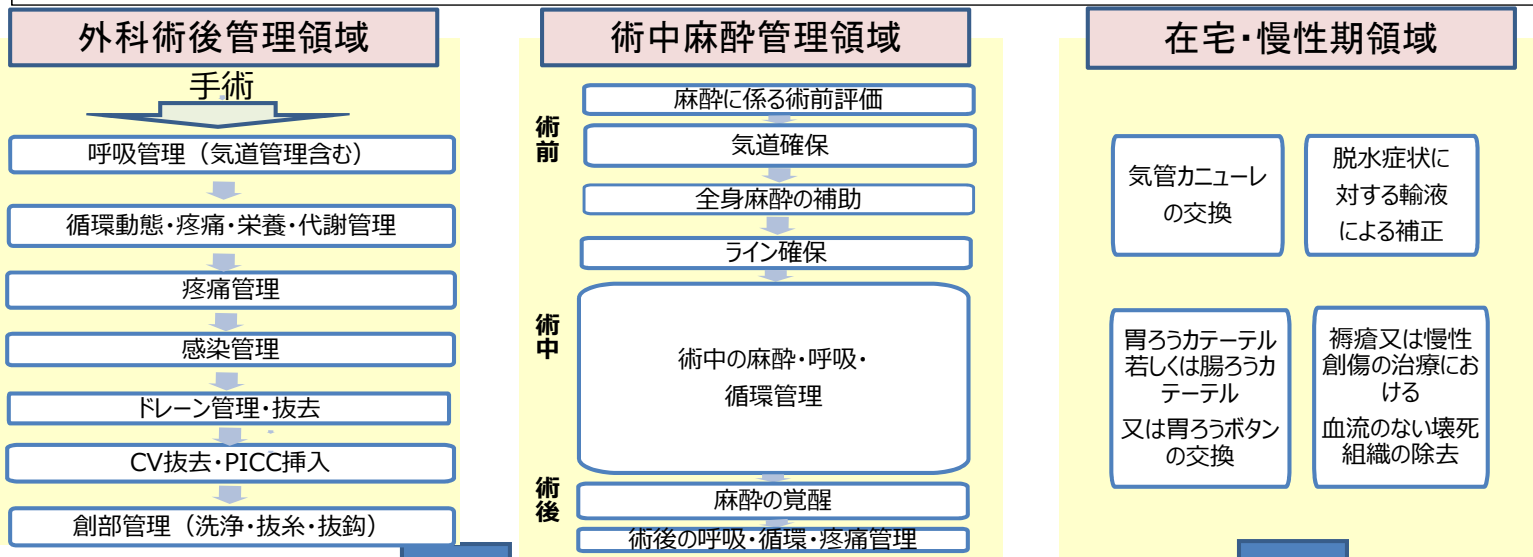 外科術後管理領域
手術
呼吸管理（気道管理含む）
循環動態・疼痛・栄養・代謝管理
疼痛管理
感染管理
ドレーン管理・抜去
CV抜去・PICC挿入
創部管理（洗浄・抜糸・抜鈎）
術中麻酔管理領域
術前
麻酔に係る術前評価
気道確保
全身麻酔の補助
ライン確保
術中
術中の麻酔・呼吸・
循環管理
術後
麻酔の覚醒
術後の呼吸・循環・疼痛管理
在宅・慢性期領域
気管カニューレ
の交換
脱水症状に
対する輸液
による補正
胃ろうカテーテル
若しくは腸ろうカ
テーテル
又は胃ろうボタン
の交換
褥瘡又は慢性
創傷の治療にお
ける
血流のない壊死
組織の除去